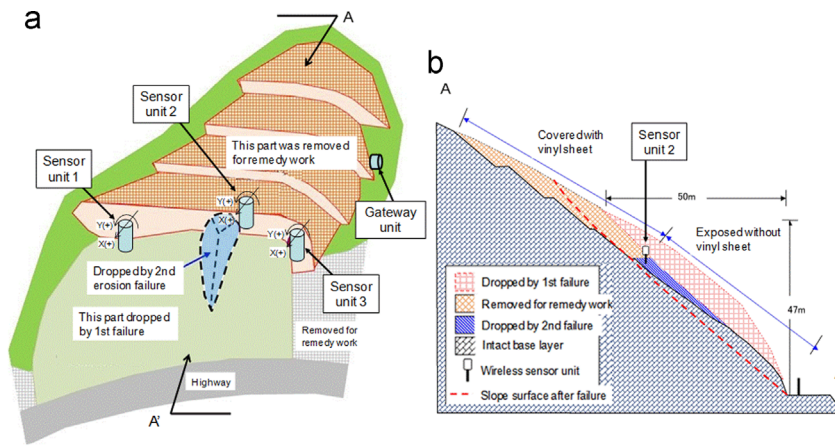 a
A
Sensor
unit 2
This part was removed
for remedy work
Sensor
unit 1
Y(+)
X(+)
Y(+)
X(+)
Y(+)
X(+)
Gateway
unit
Dropped by 2nd
erosion failure
Sensor
unit 3
This part dropped
by 1st failure
Removed for
remedy work
Highway
A'
b
A
Covered with
vinyl sheet
Sensor
unit 2
50m
Exposed without
vinyl sheet
47m
Dropped by 1st failure
Removed for remedy work
Dropped by 2nd failure
Intact base layer
Wireless sensor unit
Slope surface after failure